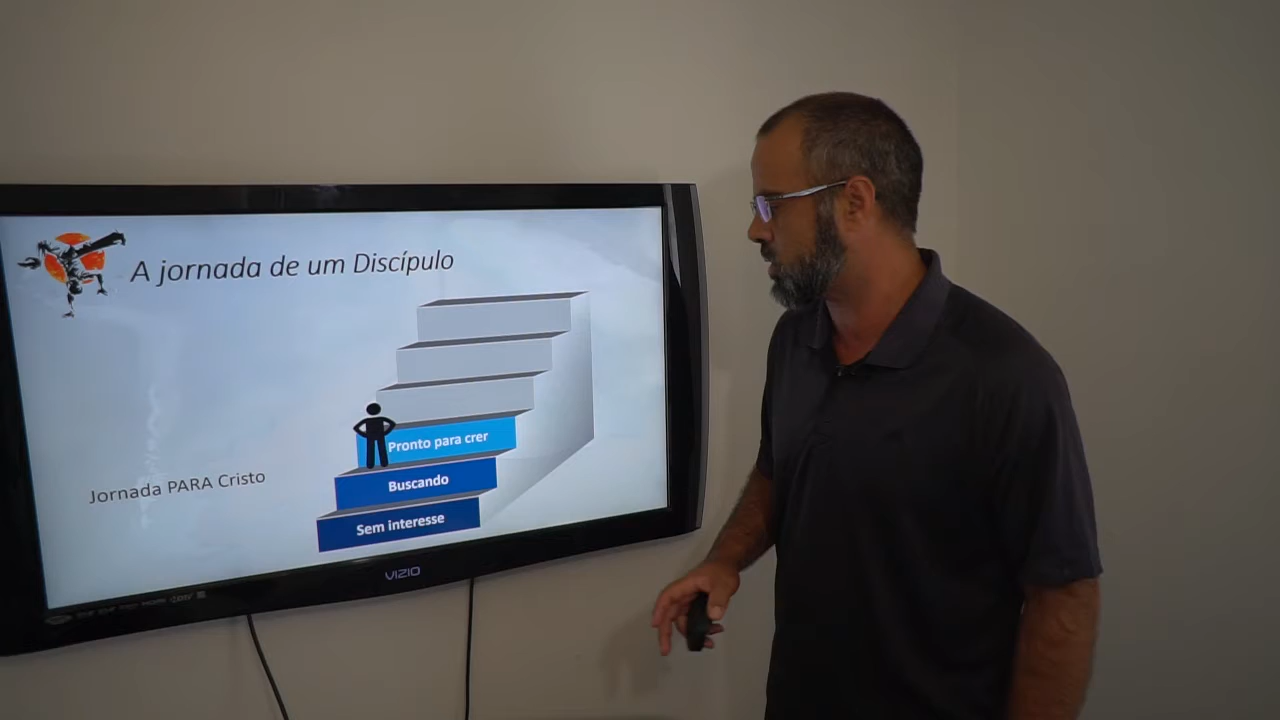 A jornada de um Discípulo
Pronto para crer
Buscando
Jornada PARA Cristo
Sem interesse
VIZIO